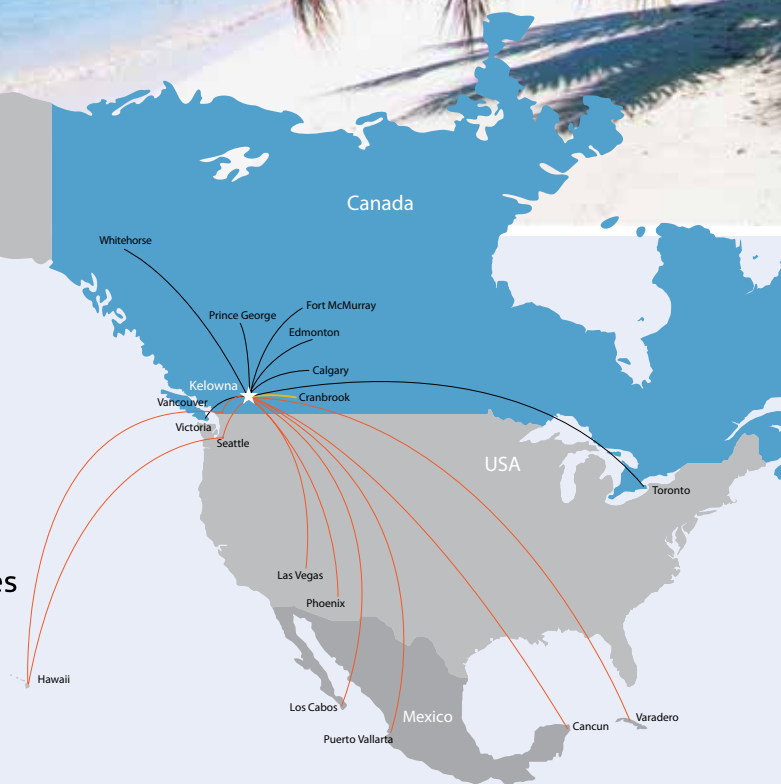 Canada
Whitehorse
Fort McMurray
Prince George
Edmonton
Calgary
Kelowna
Cranbrook
Vancouver
Victoria
Seattle
USA
Toronto
es
Las Vegas
Phoenix
Hawaii
Los Cabos
Mexico
Varadero
Cancun
Puerto Vallarta